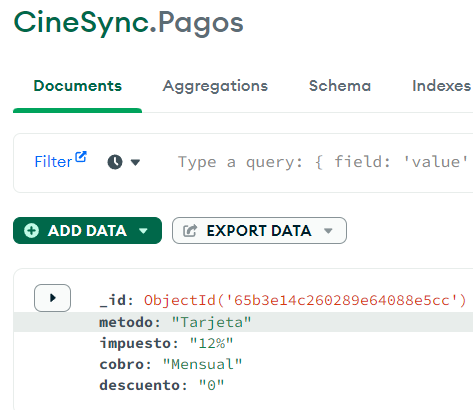 CineSync.Pagos
Documents Aggregations Schema Indexes
Filter Type a query: { field: 'value'
ADD DATA EXPORT DATA
_id: ObjectId('65b3e14c260289e64088e5cc')
metodo: "Tarjeta"
impuesto: "12%"
cobro: "Mensual"
descuento: "0"